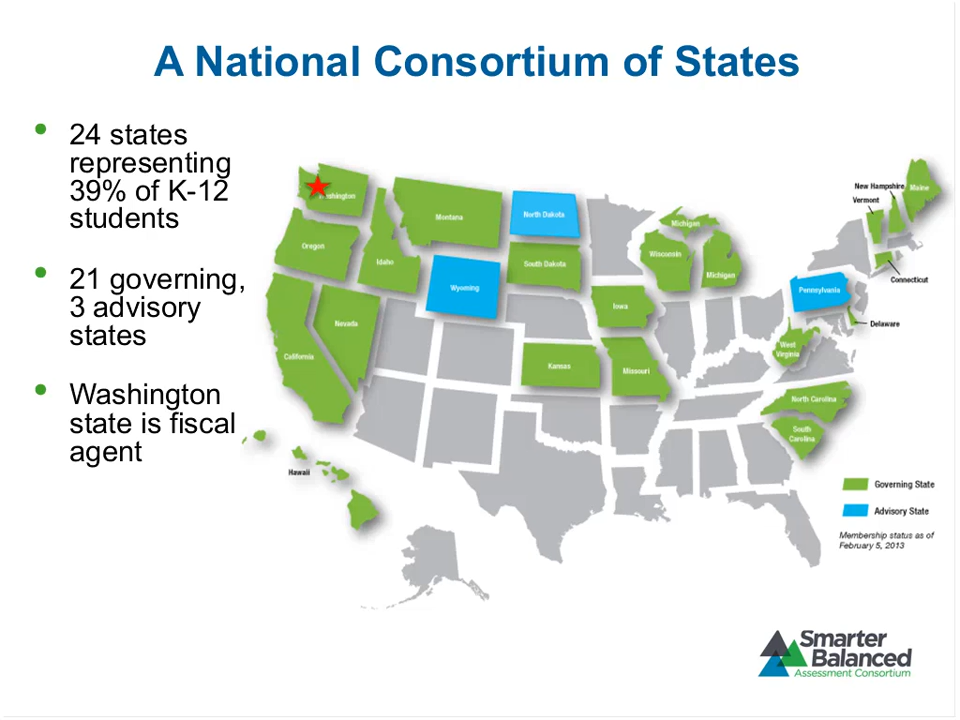 A National Consortium of States
• 24 states
representing
39% of K-12
students
• 21 governing,
3 advisory
states
• Washington
state is fiscal
agent
Washington
Oregon
California
Nevada
Idaho
Montana
Wyoming
North Dakota
South Dakota
Kansas
Iowa
Missouri
Wisconsin
Michigan
Michigan
West
Virginia
Pennsylvania
North Carolina
South
Carolina
New Hampshire
Vermont
Maine
Connecticut
Delaware
Hawaii
Governing State
Advisory State
Membership status as of
February 5, 2013
Smarter
Balanced
Assessment Consortium